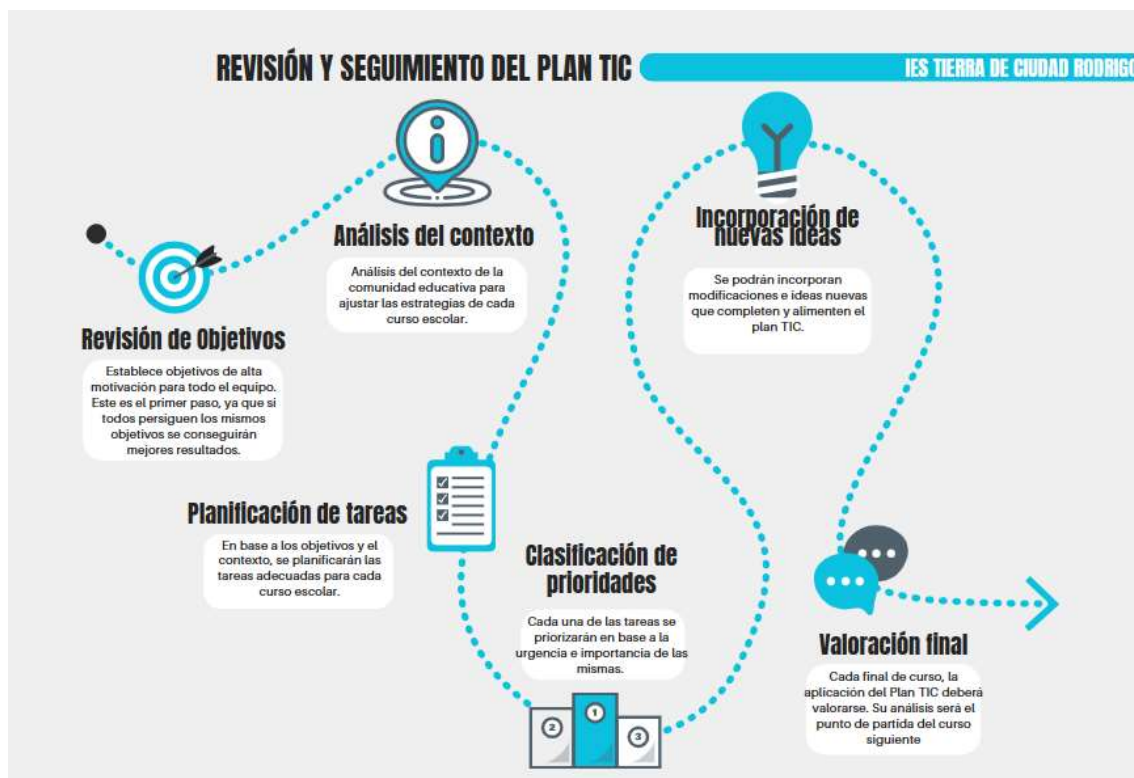 REVISIÓN Y SEGUIMIENTO DEL PLAN TIC
IES TIERRA DE CIUDAD RODRIGO
Revisión de Objetivos
Establece objetivos de alta
motivación para todo el equipo.
Este es el primer paso, ya que si
todos persiguen los mismos
objetivos se conseguirán
mejores resultados.
Análisis del contexto
Análisis del contexto de la
comunidad educativa para
ajustar las estrategias de cada
curso escolar.
Planificación de tareas
En base a los objetivos y el
contexto, se planificarán las
tareas adecuadas para cada
curso escolar.
Clasificación de
prioridades
Cada una de las tareas se
priorizarán en base a la
urgencia e importancia de las
mismas.
2
1
3
Incorporación de
nuevas ideas
Se podrán incorporan
modificaciones e ideas nuevas
que completen y alimenten el
plan TIC.
Valoración final
Cada final de curso, la
aplicación del Plan TIC deberá
valorarse. Su análisis será el
punto de partida del curso
siguiente